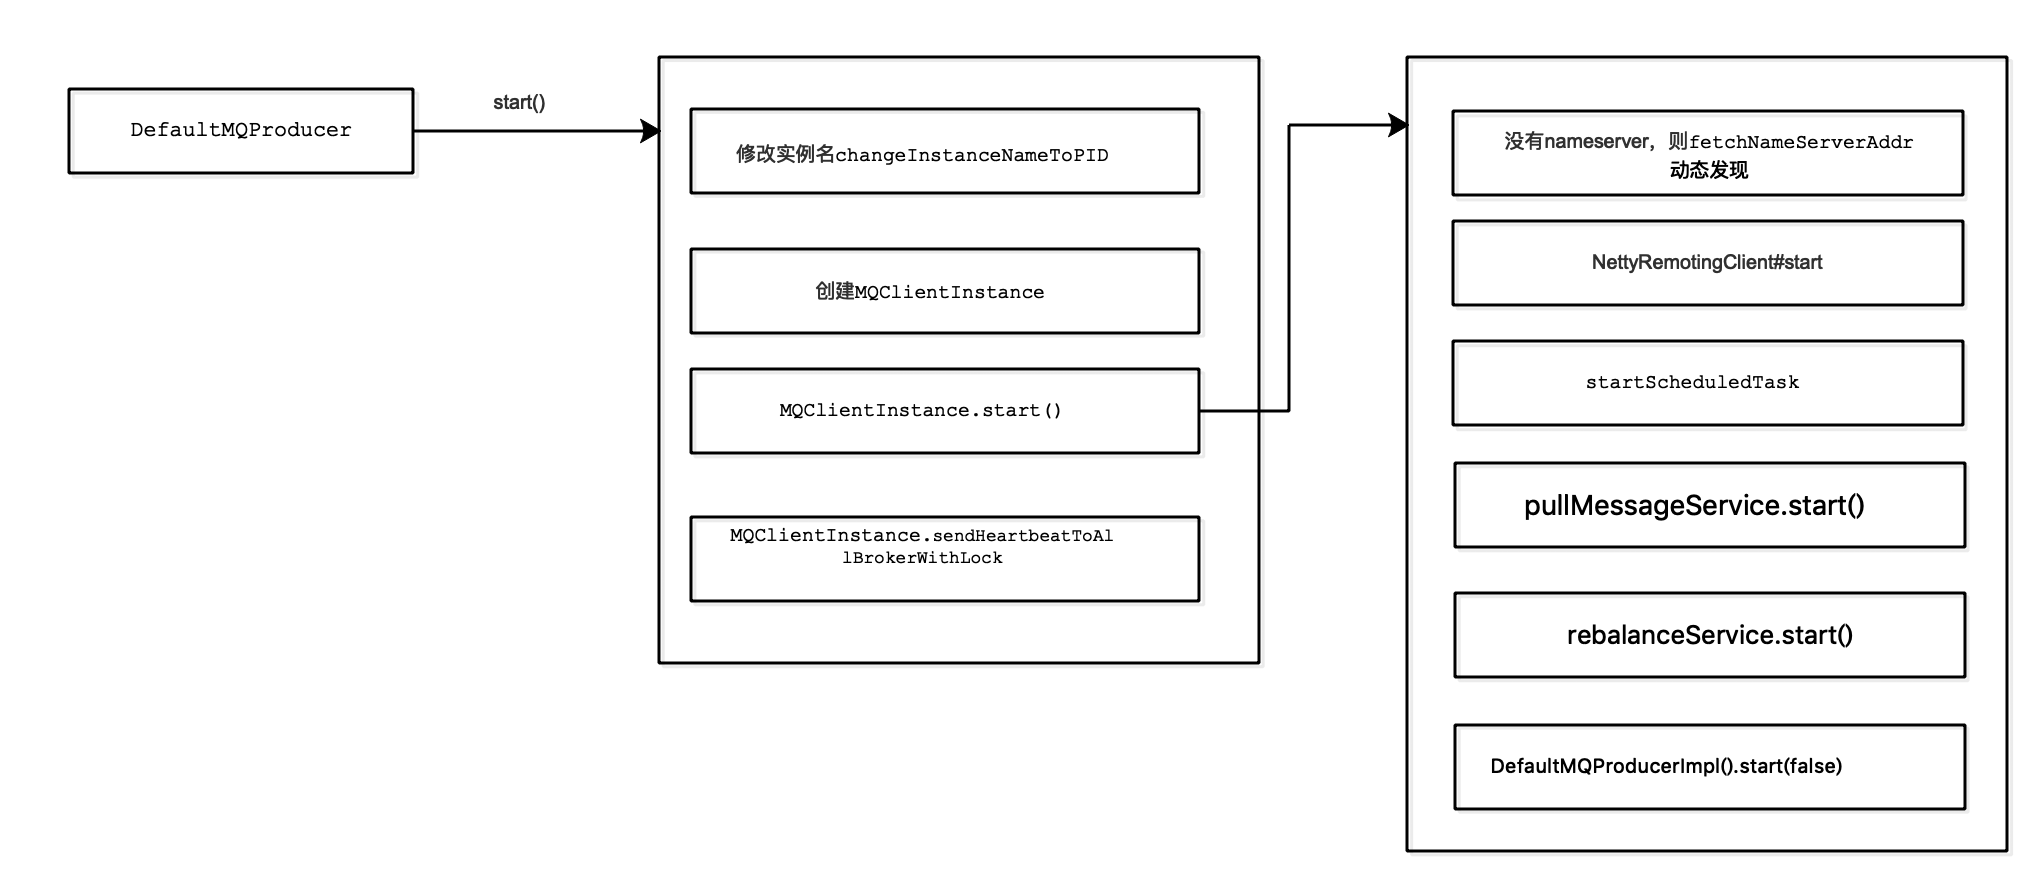 DefaultMQProducer
start()
修改实例名changeInstanceNameToPID
创建MQClientInstance
MQClientInstance.start()
MQClientInstance.sendHeartbeatToAl
lBrokerWithLock
没有nameserver，则fetchNameServerAddr
动态发现
NettyRemotingClient#start
startScheduledTask
pullMessageService.start()
rebalanceService.start()
DefaultMQProducerImpl().start(false)